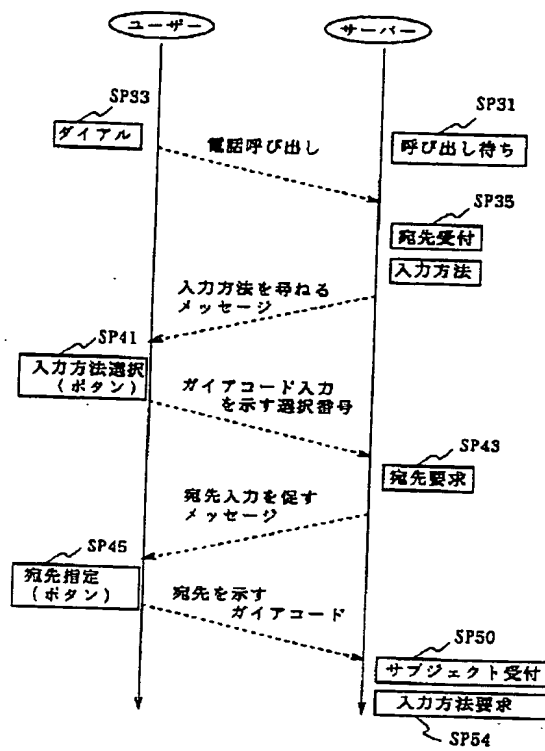 ユーザー
サーバー
SP33
ダイアル
SP31
呼び出し待ち
電話呼び出し
SP35
宛先受付
入力方法
入力方法を尋ねる
メッセージ
SP41
入力方法選択
(ボタン)
ガイアコード入力
を示す選択番号
SP43
宛先要求
宛先入力を促す
メッセージ
SP45
宛先指定
(ボタン)
宛先を示す
ガイアコード
SP50
サブジェクト受付
入力方法要求
SP54